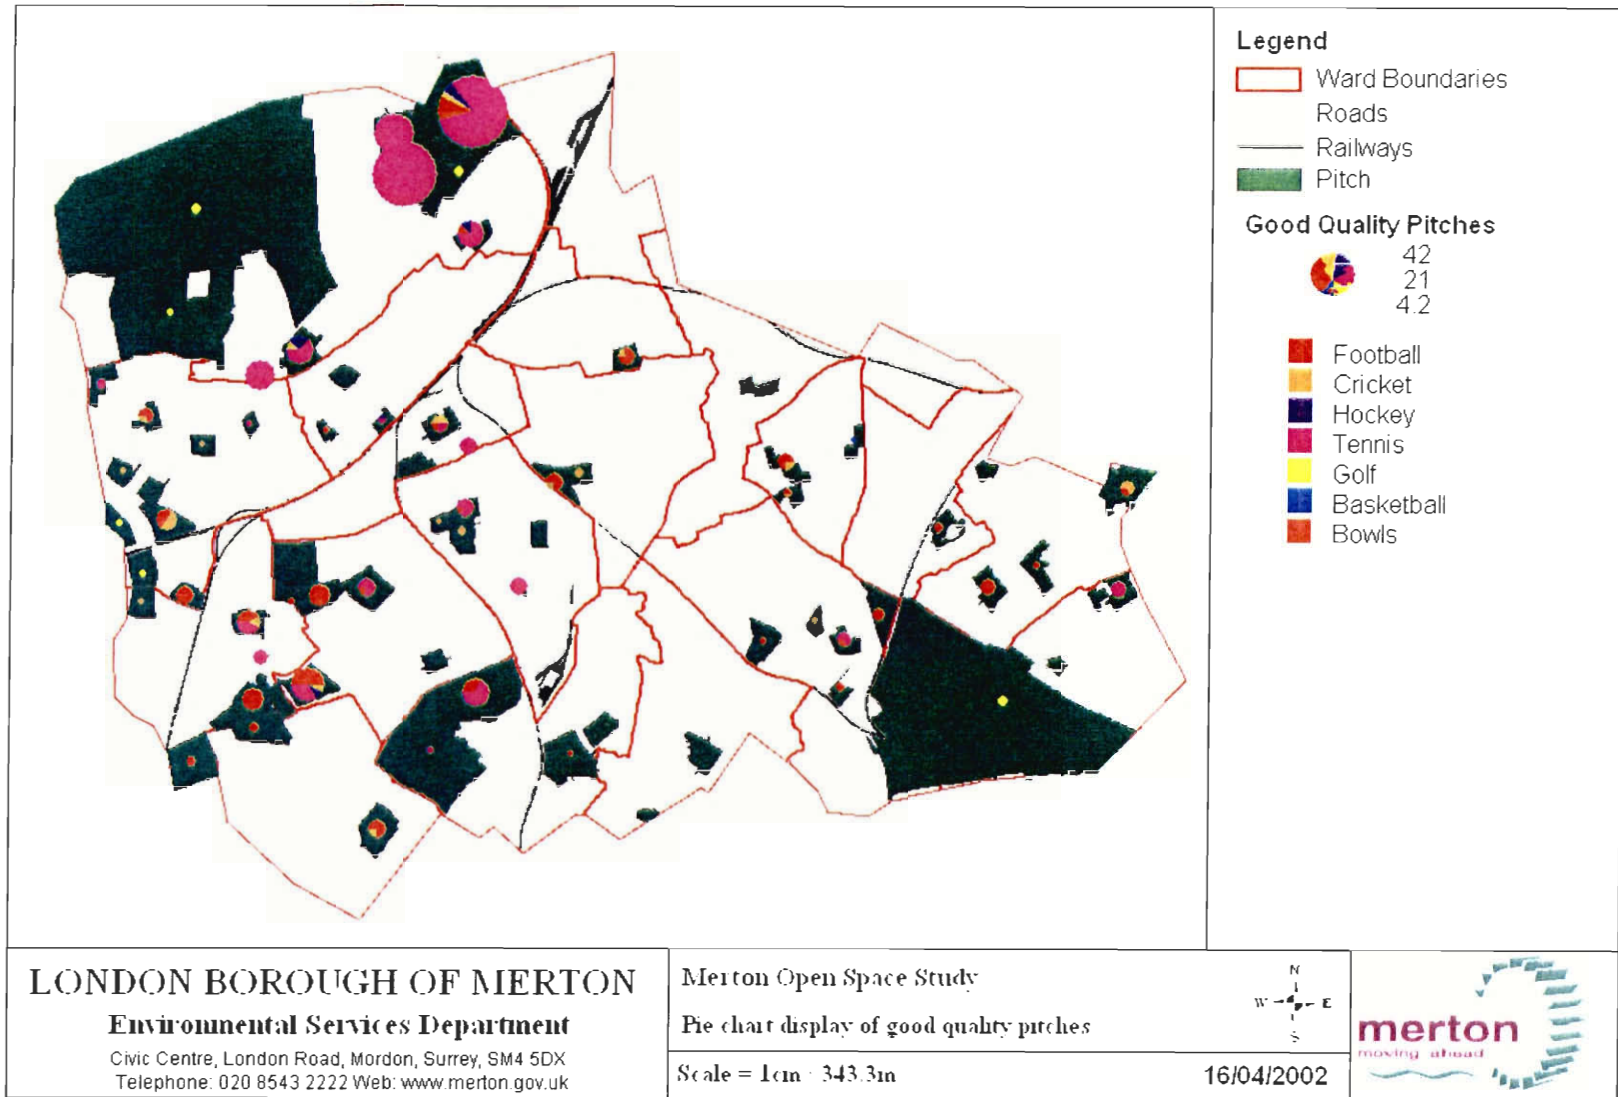 Legend
Ward Boundaries
Roads
Railways
Pitch
Good Quality Pitches
42
21
4.2
Football
Cricket
Hockey
Tennis
Golf
Basketball
Bowls
LONDON BOROUGH OF MERTON
Environmental Services Department
Civic Centre, London Road, Mordon, Surrey, SM4 5DX
Telephone: 020 8543 2222 Web: www.merton.gov.uk
Merton Open Space Study
Pie chart display of good quality pitches
Scale = 1cm : 343.3m
16/04/2002
N
W E
S
merton
moving ahead